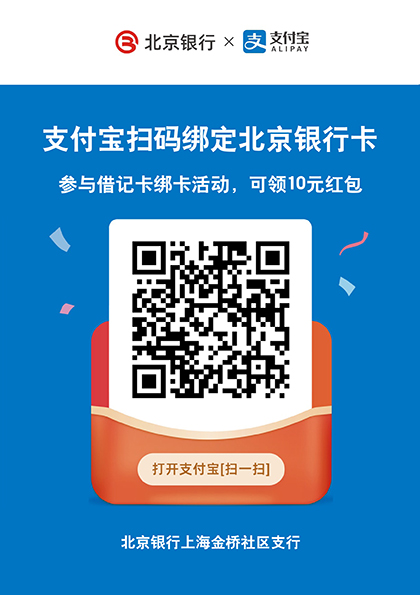 北京银行 × 支付宝
ALIPAY
支付宝扫码绑定北京银行卡
参与借记卡绑卡活动，可领10元红包
打开支付宝[扫一扫]
北京银行上海金桥社区支行